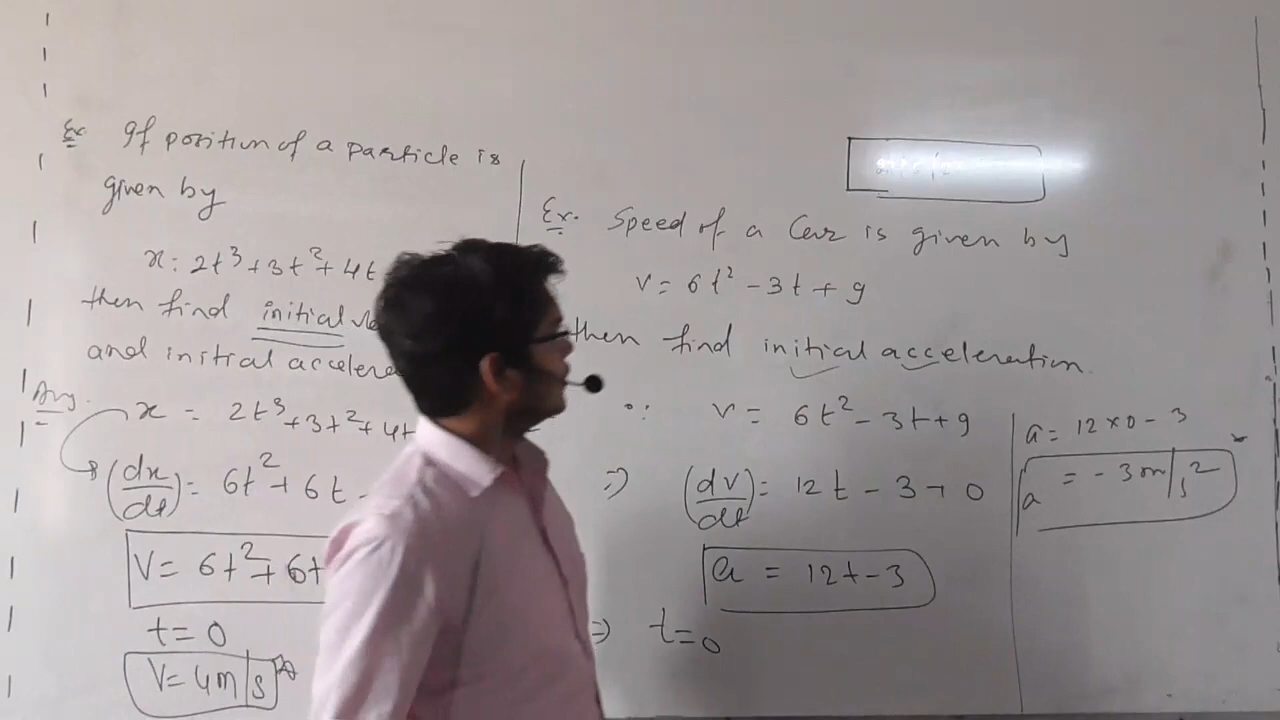 Ex If position of a particle is
given by
x: 2t³+3t²+4t
then find initial
and initial
Ans.
x = 2t³+3t²+4t
(dx/dt)= 6t²+6t
V= 6t²+6t
t=0
V=4m/s
Ex. Speed of a Car is given by
v= 6t²-3t+9
then find initial acceleration.
∵ v= 6t²-3t+9
⇒ (dv/dt)= 12t-3+0
a = 12t-3
⇒ t=0
a= 12×0-3
a = -3m/s²